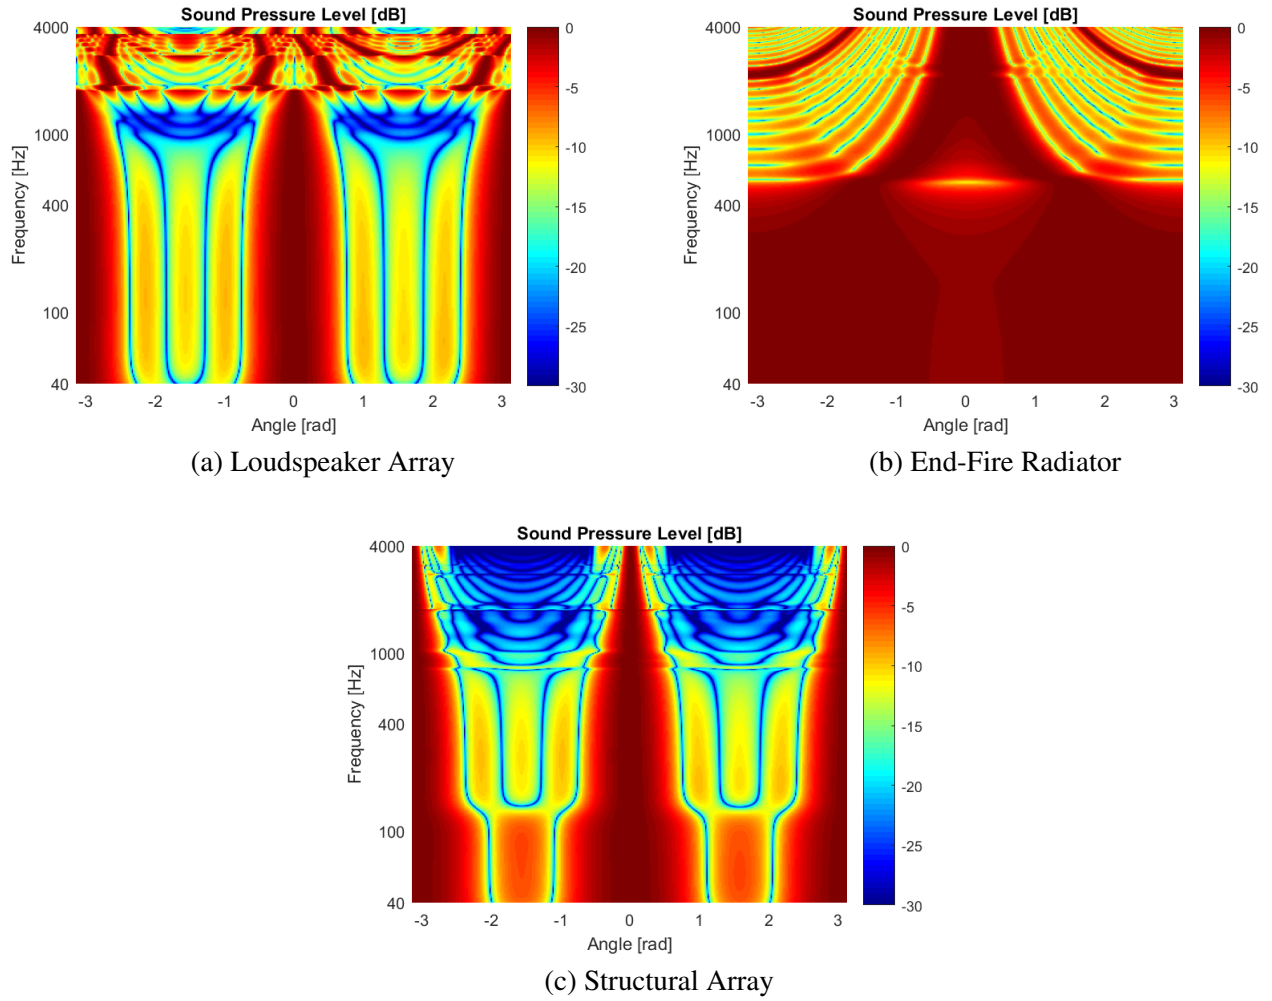 Sound Pressure Level [dB]
4000
1000
400
100
40
Frequency [Hz]
-3 -2 -1 0 1 2 3
Angle [rad]
0
-5
-10
-15
-20
-25
-30
(a) Loudspeaker Array
Sound Pressure Level [dB]
4000
1000
400
100
40
Frequency [Hz]
-3 -2 -1 0 1 2 3
Angle [rad]
0
-5
-10
-15
-20
-25
-30
(b) End-Fire Radiator
Sound Pressure Level [dB]
4000
1000
400
100
40
Frequency [Hz]
-3 -2 -1 0 1 2 3
Angle [rad]
0
-5
-10
-15
-20
-25
-30
(c) Structural Array